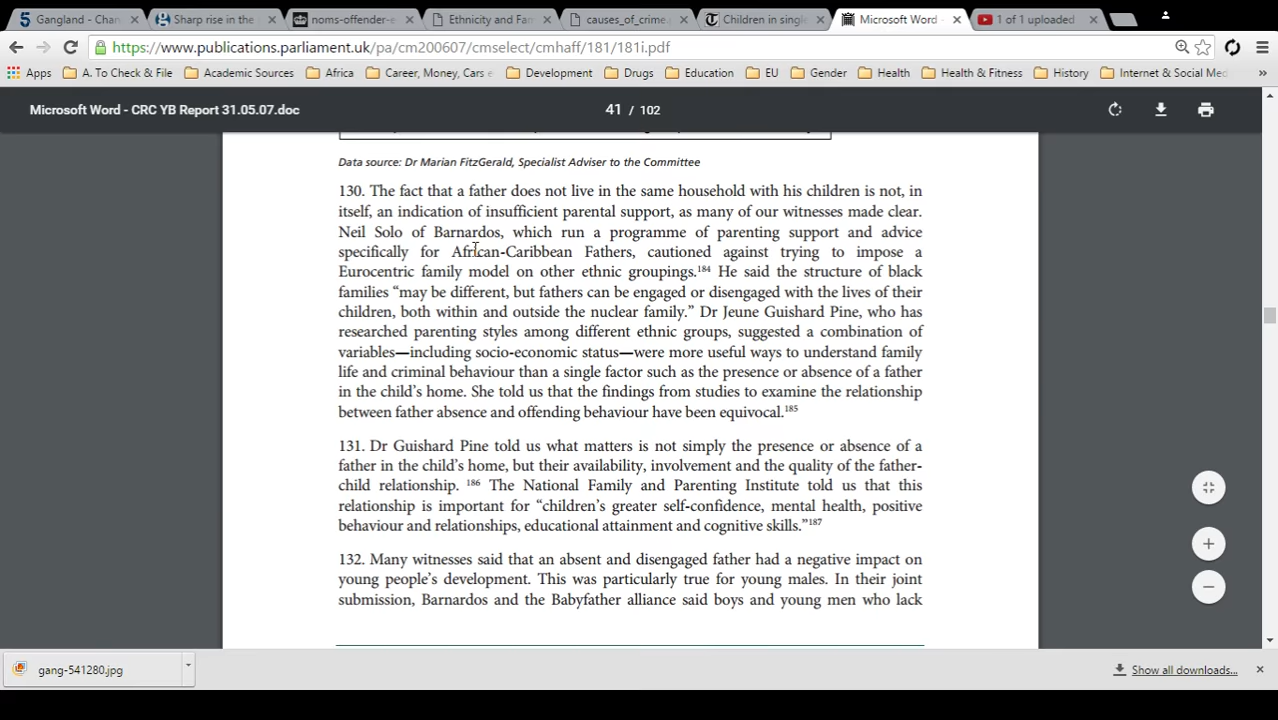 Gangland - Chan
Sharp rise in the
noms-offender-e
Ethnicity and Fam
causes_of_crime.
Children in single
Microsoft Word -
1 of 1 uploaded
https://www.publications.parliament.uk/pa/cm200607/cmselect/cmhaff/181/181i.pdf
Apps A. To Check & File Academic Sources Africa Career, Money, Cars e Development Drugs Education EU Gender Health Health & Fitness History Internet & Social Med »
Microsoft Word - CRC YB Report 31.05.07.doc
41 / 102
Data source: Dr Marian FitzGerald, Specialist Adviser to the Committee
130. The fact that a father does not live in the same household with his children is not, in
itself, an indication of insufficient parental support, as many of our witnesses made clear.
Neil Solo of Barnardos, which run a programme of parenting support and advice
specifically for African-Caribbean Fathers, cautioned against trying to impose a
Eurocentric family model on other ethnic groupings.184 He said the structure of black
families “may be different, but fathers can be engaged or disengaged with the lives of their
children, both within and outside the nuclear family.” Dr Jeune Guishard Pine, who has
researched parenting styles among different ethnic groups, suggested a combination of
variables—including socio-economic status—were more useful ways to understand family
life and criminal behaviour than a single factor such as the presence or absence of a father
in the child’s home. She told us that the findings from studies to examine the relationship
between father absence and offending behaviour have been equivocal.185
131. Dr Guishard Pine told us what matters is not simply the presence or absence of a
father in the child’s home, but their availability, involvement and the quality of the father-
child relationship. 186 The National Family and Parenting Institute told us that this
relationship is important for “children’s greater self-confidence, mental health, positive
behaviour and relationships, educational attainment and cognitive skills.”187
132. Many witnesses said that an absent and disengaged father had a negative impact on
young people’s development. This was particularly true for young males. In their joint
submission, Barnardos and the Babyfather alliance said boys and young men who lack
gang-541280.jpg
Show all downloads...